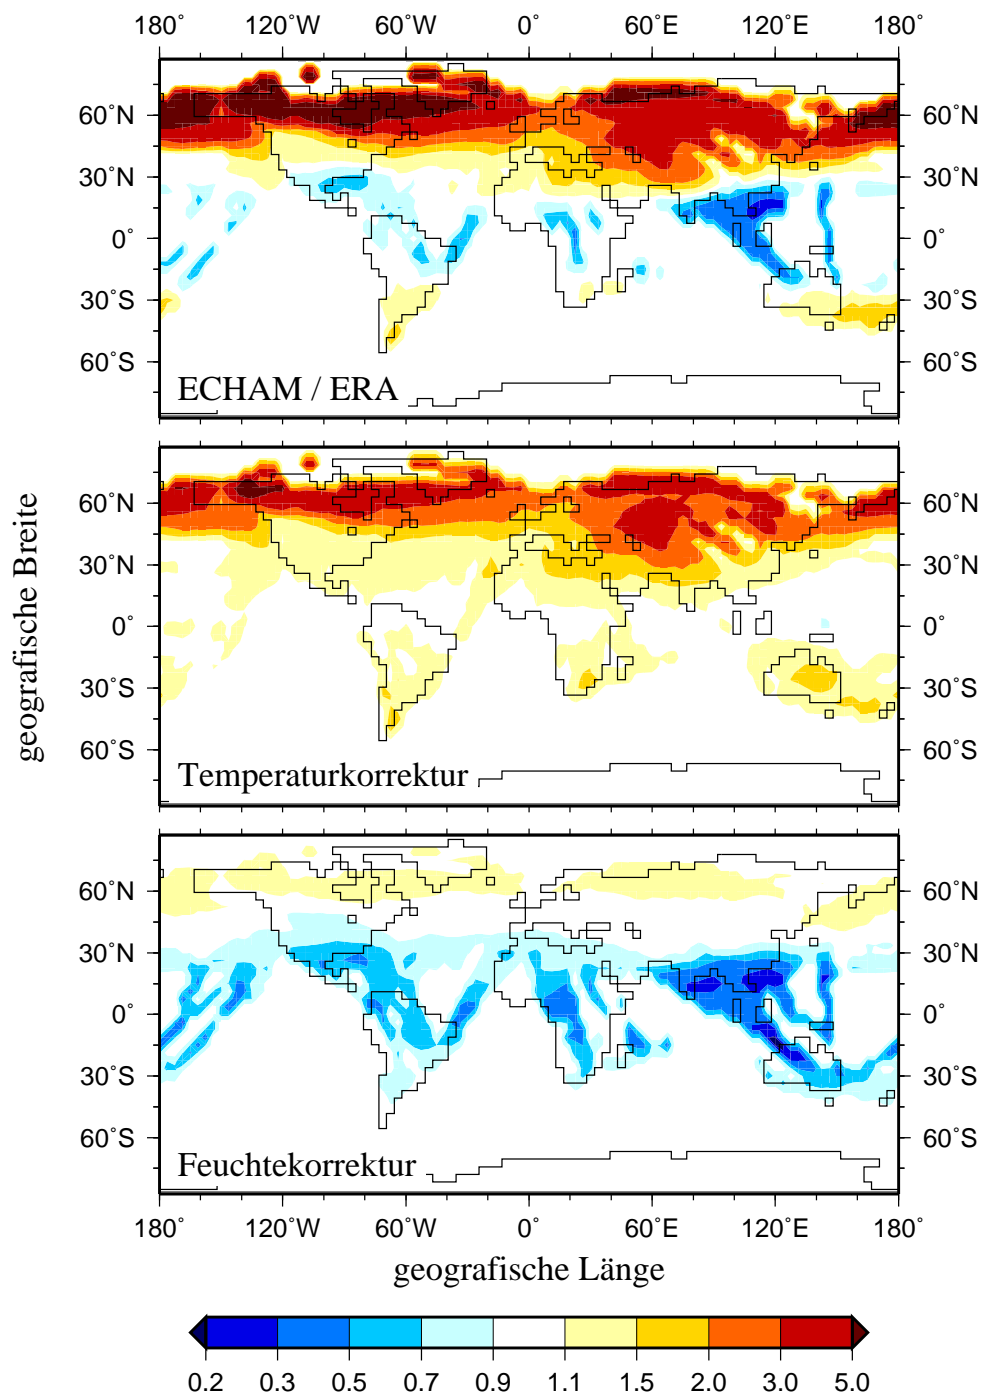 180˚ 120˚W 60˚W 0˚ 60˚E 120˚E 180˚
60˚N 60˚N
30˚N 30˚N
0˚ 0˚
30˚S 30˚S
60˚S 60˚S
ECHAM / ERA
60˚N 60˚N
30˚N 30˚N
0˚ 0˚
30˚S 30˚S
60˚S 60˚S
Temperaturkorrektur
geografische Breite
60˚N 60˚N
30˚N 30˚N
0˚ 0˚
30˚S 30˚S
60˚S 60˚S
Feuchtekorrektur
180˚ 120˚W 60˚W 0˚ 60˚E 120˚E 180˚
geografische Länge
0.2 0.3 0.5 0.7 0.9 1.1 1.5 2.0 3.0 5.0